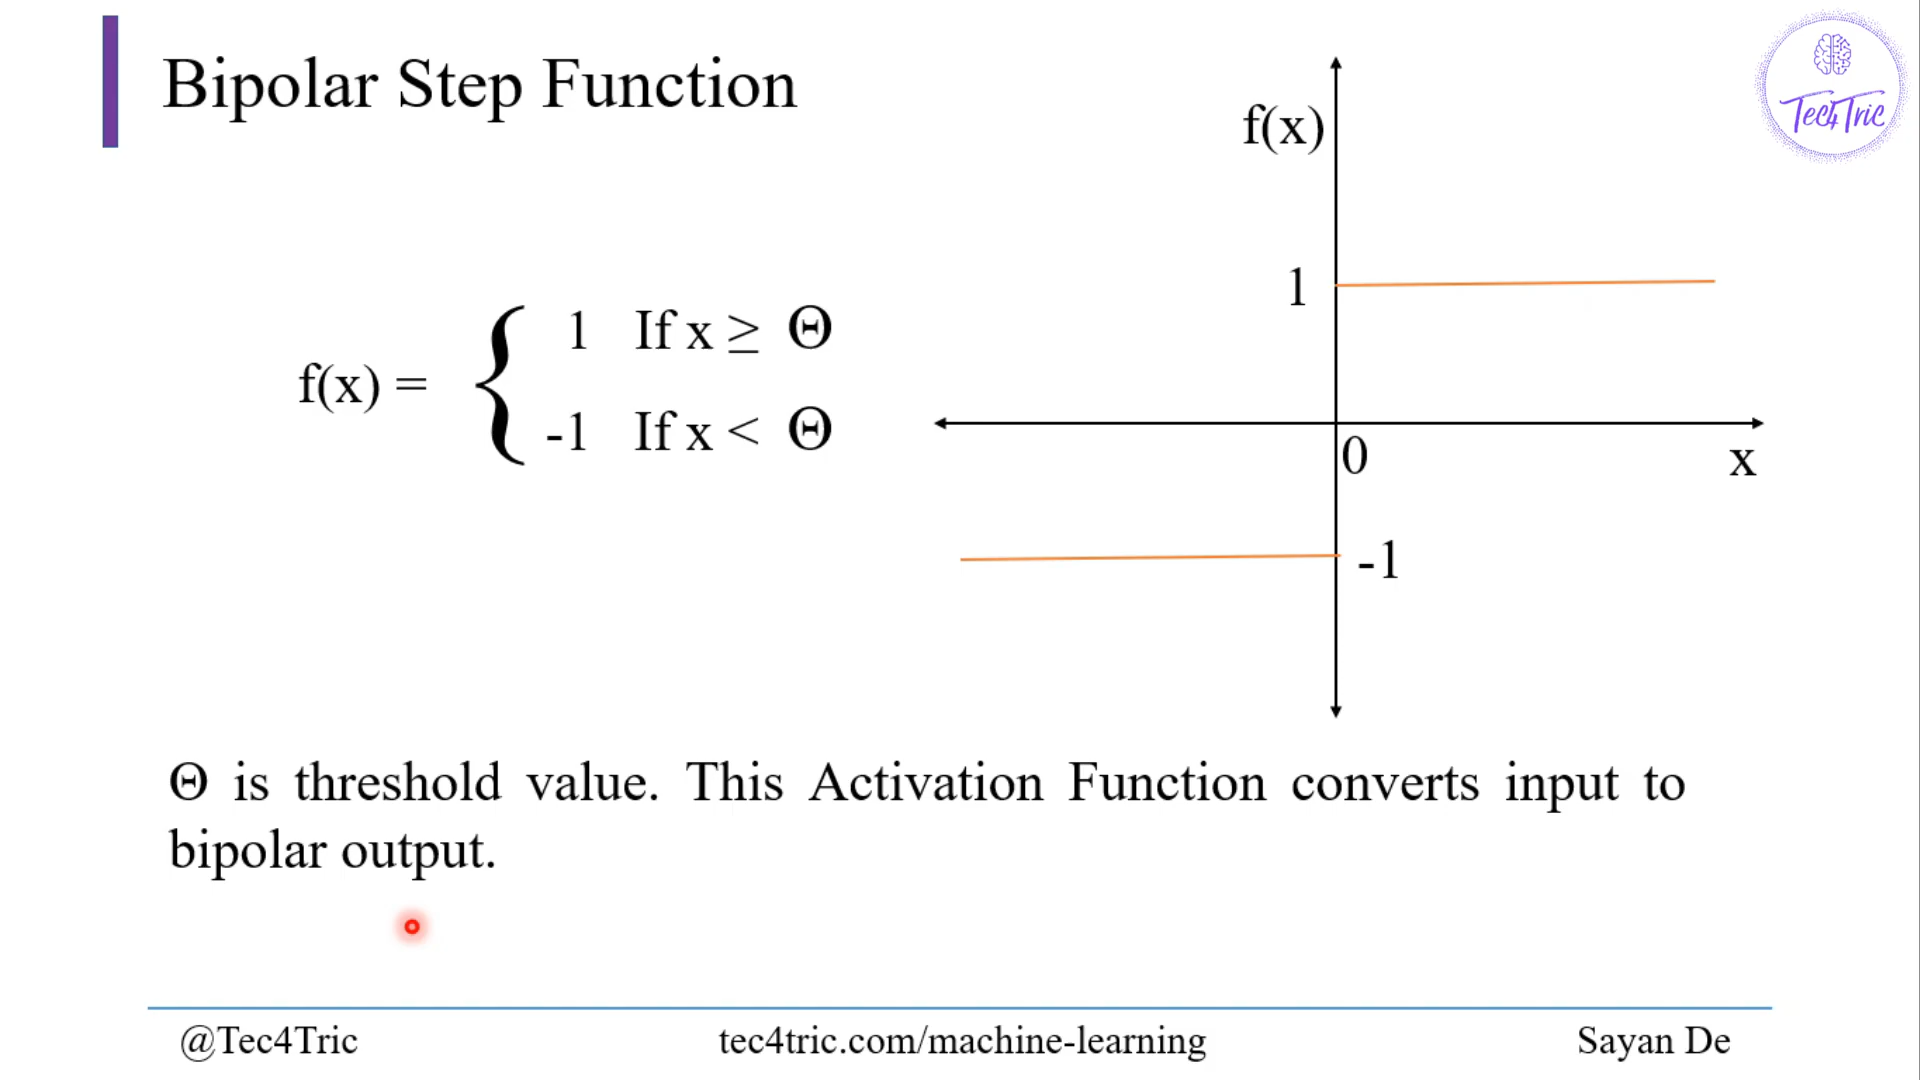 Bipolar Step Function
Tec4Tric
f(x)
1
0
x
-1
f(x) = { 1 If x ≥ Θ
-1 If x < Θ
Θ is threshold value. This Activation Function converts input to
bipolar output.
@Tec4Tric
tec4tric.com/machine-learning
Sayan De